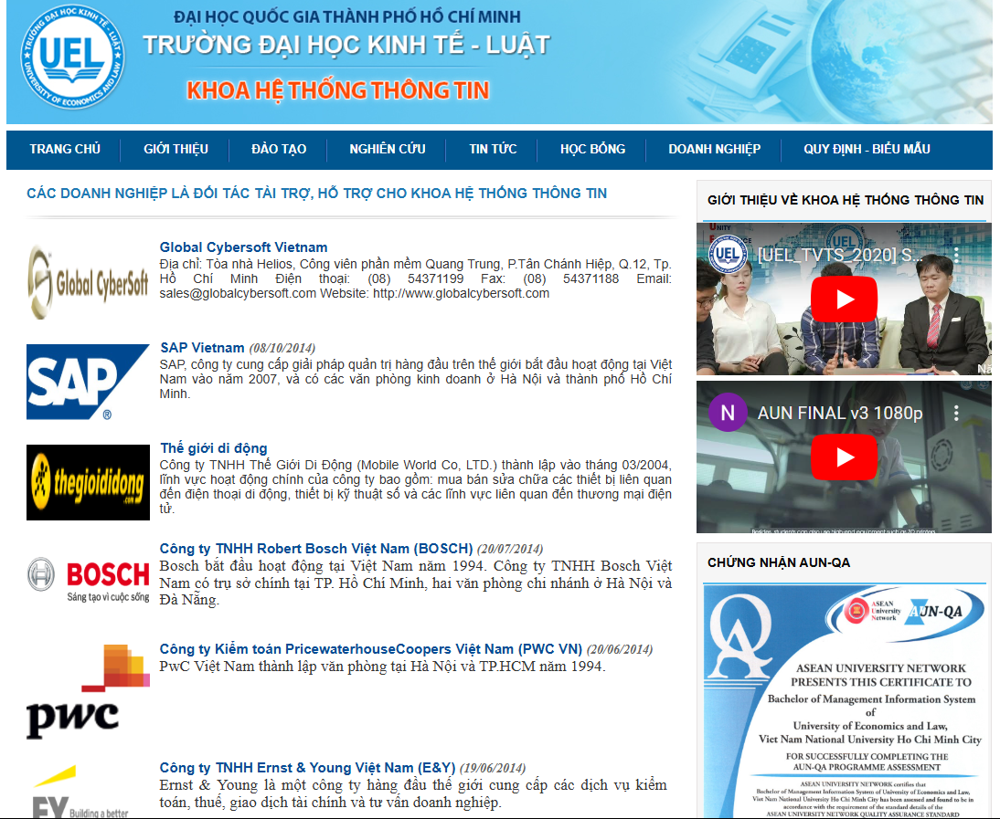 ĐẠI HỌC QUỐC GIA THÀNH PHỐ HỒ CHÍ MINH
TRƯỜNG ĐẠI HỌC KINH TẾ - LUẬT
KHOA HỆ THỐNG THÔNG TIN
TRƯỜNG ĐẠI HỌC KINH TẾ - LUẬT
UEL
UNIVERSITY OF ECONOMICS AND LAW
TRANG CHỦ GIỚI THIỆU ĐÀO TẠO NGHIÊN CỨU TIN TỨC HỌC BỔNG DOANH NGHIỆP QUY ĐỊNH - BIỂU MẪU
CÁC DOANH NGHIỆP LÀ ĐỐI TÁC TÀI TRỢ, HỖ TRỢ CHO KHOA HỆ THỐNG THÔNG TIN
Global CyberSoft
Global Cybersoft Vietnam
Địa chỉ: Tòa nhà Helios, Công viên phần mềm Quang Trung, P.Tân Chánh Hiệp, Q.12, Tp.
Hồ Chí Minh Điện thoại: (08) 54371199 Fax: (08) 54371188 Email:
sales@globalcybersoft.com Website: http://www.globalcybersoft.com
SAP
SAP Vietnam (08/10/2014)
SAP, công ty cung cấp giải pháp quản trị hàng đầu trên thế giới bắt đầu hoạt động tại Việt
Nam vào năm 2007, và có các văn phòng kinh doanh ở Hà Nội và thành phố Hồ Chí
Minh.
thegioididong
.com
Thế giới di động
Công ty TNHH Thế Giới Di Động (Mobile World Co, LTD.) thành lập vào tháng 03/2004,
lĩnh vực hoạt động chính của công ty bao gồm: mua bán sửa chữa các thiết bị liên quan
đến điện thoại di động, thiết bị kỹ thuật số và các lĩnh vực liên quan đến thương mại điện
tử.
BOSCH
Sáng tạo vì cuộc sống
Công ty TNHH Robert Bosch Việt Nam (BOSCH) (20/07/2014)
Bosch bắt đầu hoạt động tại Việt Nam năm 1994. Công ty TNHH Bosch Việt
Nam có trụ sở chính tại TP. Hồ Chí Minh, hai văn phòng chi nhánh ở Hà Nội và
Đà Nẵng.
pwc
Công ty Kiểm toán PricewaterhouseCoopers Việt Nam (PWC VN) (20/06/2014)
PwC Việt Nam thành lập văn phòng tại Hà Nội và TP.HCM năm 1994.
EY Building a better
Công ty TNHH Ernst & Young Việt Nam (E&Y) (19/06/2014)
Ernst & Young là một công ty hàng đầu thế giới cung cấp các dịch vụ kiểm
toán, thuế, giao dịch tài chính và tư vấn doanh nghiệp.
GIỚI THIỆU VỀ KHOA HỆ THỐNG THÔNG TIN
UEL
[UEL_TVTS_2020] S...
N AUN FINAL v3 1080p
Besides, students can also use high-end equipment such as 3D printers
CHỨNG NHẬN AUN-QA
QA
ASEAN
University
Network
AUN-QA
ASEAN UNIVERSITY NETWORK
PRESENTS THIS CERTIFICATE TO
Bachelor of Management Information System
of
University of Economics and Law,
Viet Nam National University Ho Chi Minh City
FOR SUCCESSFULLY COMPLETING THE
AUN-QA PROGRAMME ASSESSMENT
ASEAN UNIVERSITY NETWORK certifies that
Bachelor of Management Information System of University of Economics and Law,
Viet Nam National University Ho Chi Minh City has been assessed and found to be in
accordance with the requirement of the standard details of the
ASEAN UNIVERSITY NETWORK QUALITY ASSURANCE STANDARD